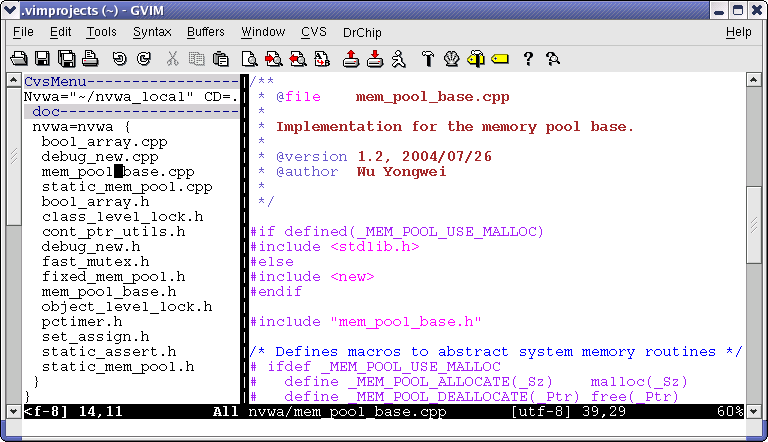 .vimprojects (~) - GVIM
File Edit Tools Syntax Buffers Window CVS DrChip Help
CvsMenu------------------
Nvwa="~/nvwa_local" CD=.
doc--------------------
nvwa=nvwa {
bool_array.cpp
debug_new.cpp
mem_pool_base.cpp
static_mem_pool.cpp
bool_array.h
class_level_lock.h
cont_ptr_utils.h
debug_new.h
fast_mutex.h
fixed_mem_pool.h
mem_pool_base.h
object_level_lock.h
pctimer.h
set_assign.h
static_assert.h
static_mem_pool.h
}
}
<f-8] 14,11 All
/**
* @file mem_pool_base.cpp
*
* Implementation for the memory pool base.
*
* @version 1.2, 2004/07/26
* @author Wu Yongwei
*
*/
#if defined(_MEM_POOL_USE_MALLOC)
#include <stdlib.h>
#else
#include <new>
#endif
#include "mem_pool_base.h"
/* Defines macros to abstract system memory routines */
# ifdef _MEM_POOL_USE_MALLOC
# define _MEM_POOL_ALLOCATE(_Sz) malloc(_Sz)
# define _MEM_POOL_DEALLOCATE(_Ptr) free(_Ptr)
nvwa/mem_pool_base.cpp [utf-8] 39,29 60%